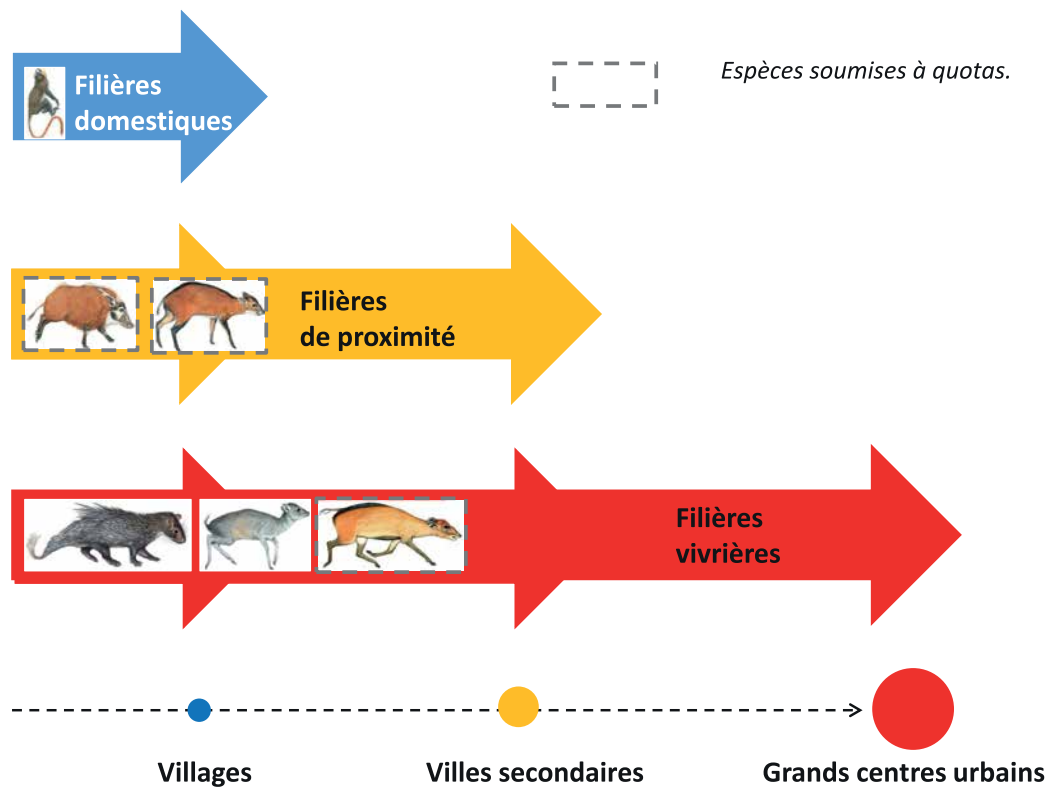 Filières
domestiques
Espèces soumises à quotas.
Filières
de proximité
Filières
vivrières
Villages
Villes secondaires
Grands centres urbains